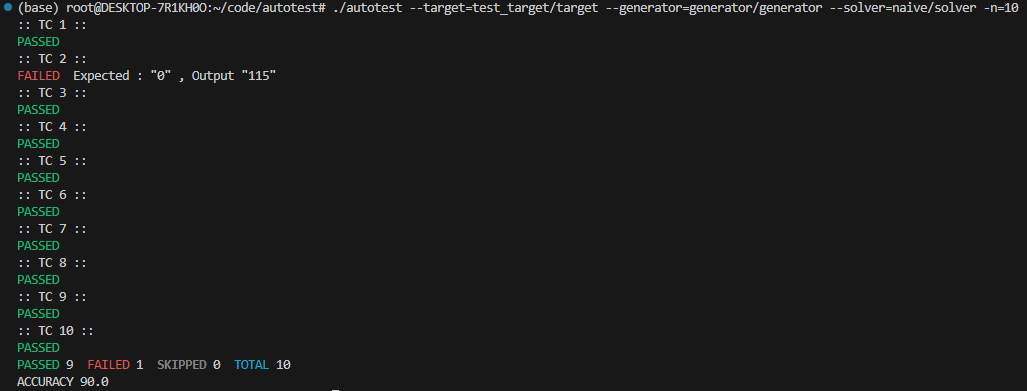 (base) root@DESKTOP-7R1KH0O:~/code/autotest# ./autotest --target=test_target/target --generator=generator/generator --solver=naive/solver -n=10
:: TC 1 ::
PASSED
:: TC 2 ::
FAILED  Expected : "0" , Output "115"
:: TC 3 ::
PASSED
:: TC 4 ::
PASSED
:: TC 5 ::
PASSED
:: TC 6 ::
PASSED
:: TC 7 ::
PASSED
:: TC 8 ::
PASSED
:: TC 9 ::
PASSED
:: TC 10 ::
PASSED
PASSED 9  FAILED 1  SKIPPED 0  TOTAL 10
ACCURACY 90.0